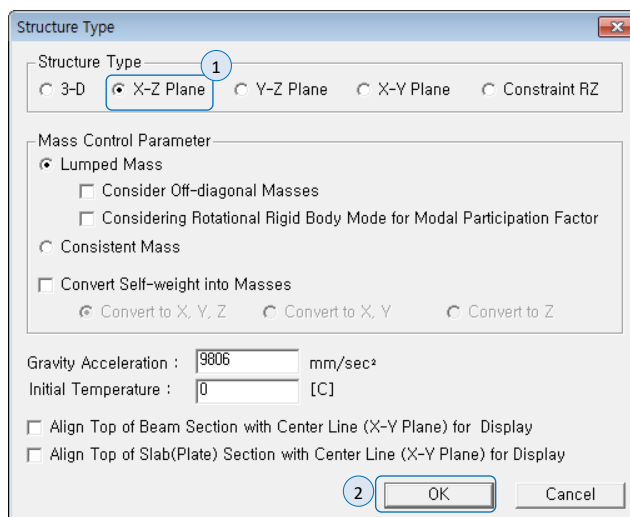 Structure Type
Structure Type
1
3-D X-Z Plane Y-Z Plane X-Y Plane Constraint RZ
Mass Control Parameter
Lumped Mass
Consider Off-diagonal Masses
Considering Rotational Rigid Body Mode for Modal Participation Factor
Consistent Mass
Convert Self-weight into Masses
Convert to X, Y, Z Convert to X, Y Convert to Z
Gravity Acceleration : 9806 mm/sec²
Initial Temperature : 0 [C]
Align Top of Beam Section with Center Line (X-Y Plane) for Display
Align Top of Slab(Plate) Section with Center Line (X-Y Plane) for Display
2 OK Cancel